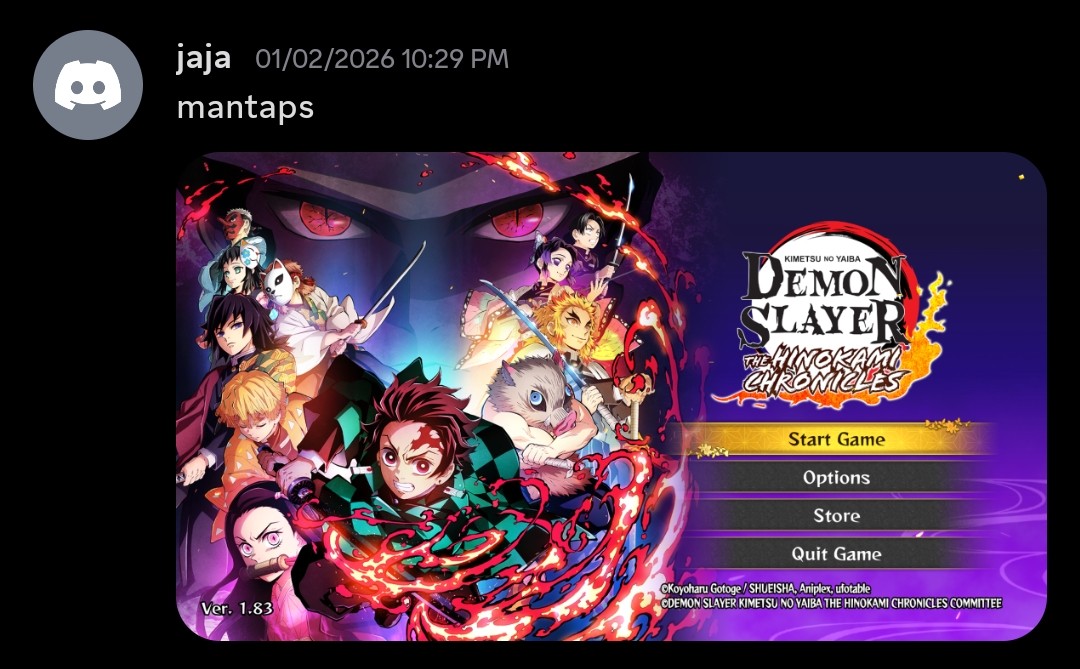 jaja 01/02/2026 10:29 PM
mantaps
KIMETSU NO YAIBA
DEMON
SLAYER
THE HINOKAMI
CHRONICLES
Start Game
Options
Store
Quit Game
©Koyoharu Gotoge / SHUEISHA, Aniplex, ufotable
©DEMON SLAYER KIMETSU NO YAIBA THE HINOKAMI CHRONICLES COMMITTEE
Ver. 1.83